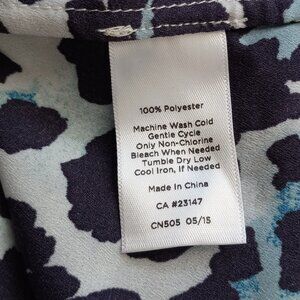 100% Polyester
Machine Wash Cold
Gentle Cycle
Only Non-Chlorine
Bleach When Needed
Tumble Dry Low
Cool Iron, if Needed
Made In China
CA #23147
CN505 05/15